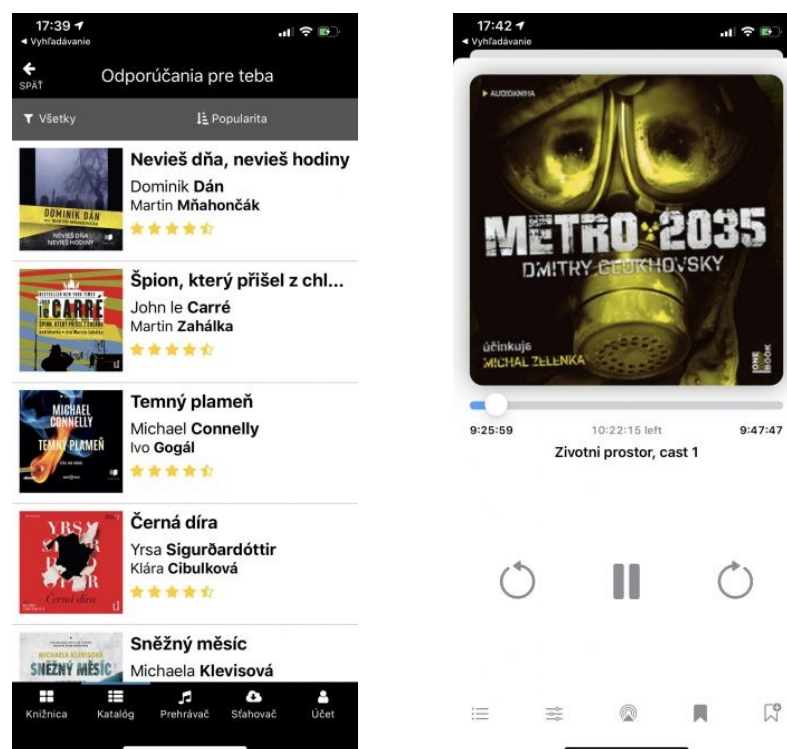 17:39
◄ Vyhľadávanie
SPÄŤ
Odporúčania pre teba
Všetky
Popularita
DOMINIK DÁN
NEVIEŠ DŇA
NEVIEŠ HODINY
Nevieš dňa, nevieš hodiny
Dominik Dán
Martin Mňahončák
le CARRÉ
Špion, který přišel z chl...
John le Carré
Martin Zahálka
MICHAEL
CONNELLY
TEMNÝ PLAMEŇ
Temný plameň
Michael Connelly
Ivo Gogál
YRSA
Černá díra
Černá díra
Yrsa Sigurðardóttir
Klára Cibulková
MICHAELA KLEVISOVÁ
SNĚŽNÝ MĚSÍC
Sněžný měsíc
Michaela Klevisová
Knižnica
Katalóg
Prehrávač
Sťahovač
Účet
17:42
◄ Vyhľadávanie
AUDIOKNIHA
METRO 2035
DMITRY GLUKHOVSKY
účinkuje
MICHAL ZELENKA
ONE
BOOK
9:25:59
10:22:15 left
9:47:47
Zivotni prostor, cast 1